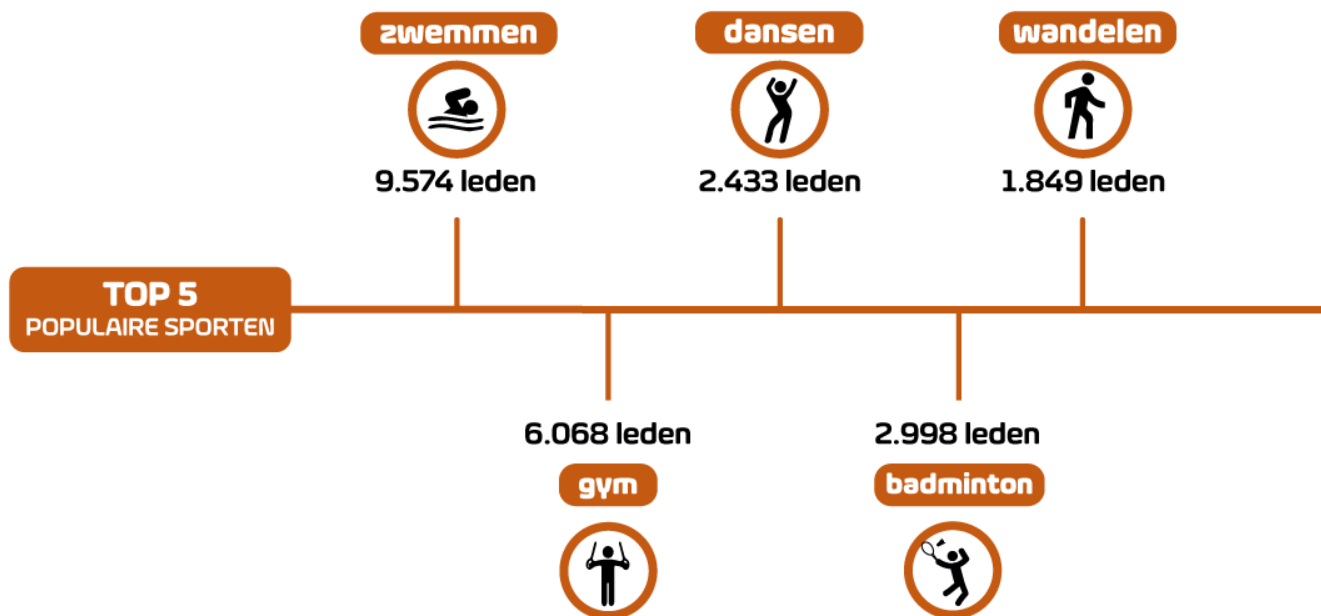 zwemmen
9.574 leden
dansen
2.433 leden
wandelen
1.849 leden
TOP 5
POPULAIRE SPORTEN
6.068 leden
gym
2.998 leden
badminton